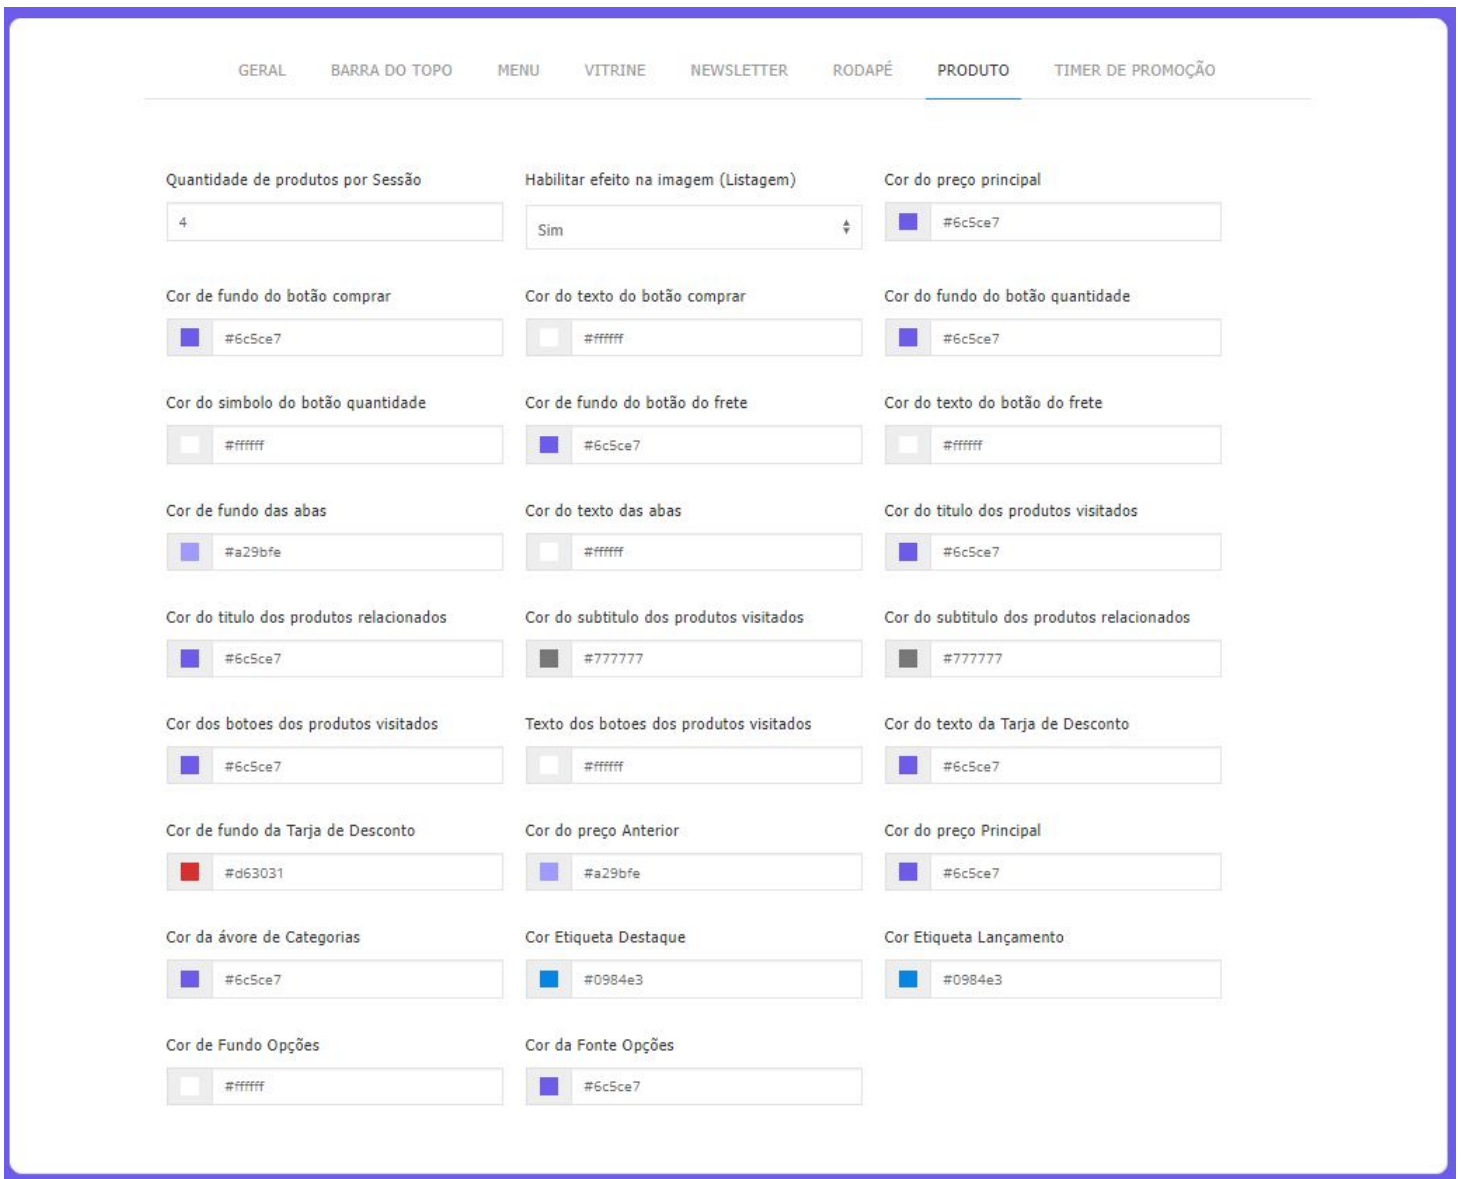 GERAL BARRA DO TOPO MENU VITRINE NEWSLETTER RODAPÉ PRODUTO TIMER DE PROMOÇÃO
Quantidade de produtos por Sessão Habilitar efeito na imagem (Listagem) Cor do preço principal
4 Sim #6c5ce7
Cor de fundo do botão comprar Cor do texto do botão comprar Cor do fundo do botão quantidade
#6c5ce7 #ffffff #6c5ce7
Cor do simbolo do botão quantidade Cor de fundo do botão do frete Cor do texto do botão do frete
#ffffff #6c5ce7 #ffffff
Cor de fundo das abas Cor do texto das abas Cor do titulo dos produtos visitados
#a29bfe #ffffff #6c5ce7
Cor do titulo dos produtos relacionados Cor do subtitulo dos produtos visitados Cor do subtitulo dos produtos relacionados
#6c5ce7 #777777 #777777
Cor dos botoes dos produtos visitados Texto dos botoes dos produtos visitados Cor do texto da Tarja de Desconto
#6c5ce7 #ffffff #6c5ce7
Cor de fundo da Tarja de Desconto Cor do preço Anterior Cor do preço Principal
#d63031 #a29bfe #6c5ce7
Cor da ávore de Categorias Cor Etiqueta Destaque Cor Etiqueta Lançamento
#6c5ce7 #0984e3 #0984e3
Cor de Fundo Opções Cor da Fonte Opções
#ffffff #6c5ce7